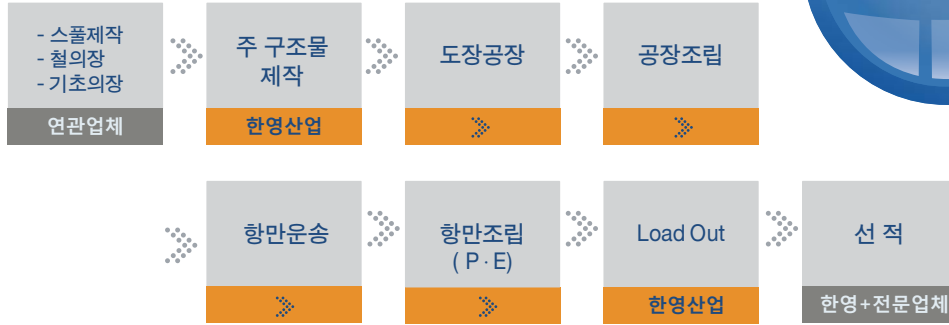 - 스풀제작
- 철의장
- 기초의장
연관업체
주 구조물
제작
한영산업
도장공장
공장조립
항만운송
항만조립
( P · E)
Load Out
한영산업
선 적
한영+전문업체